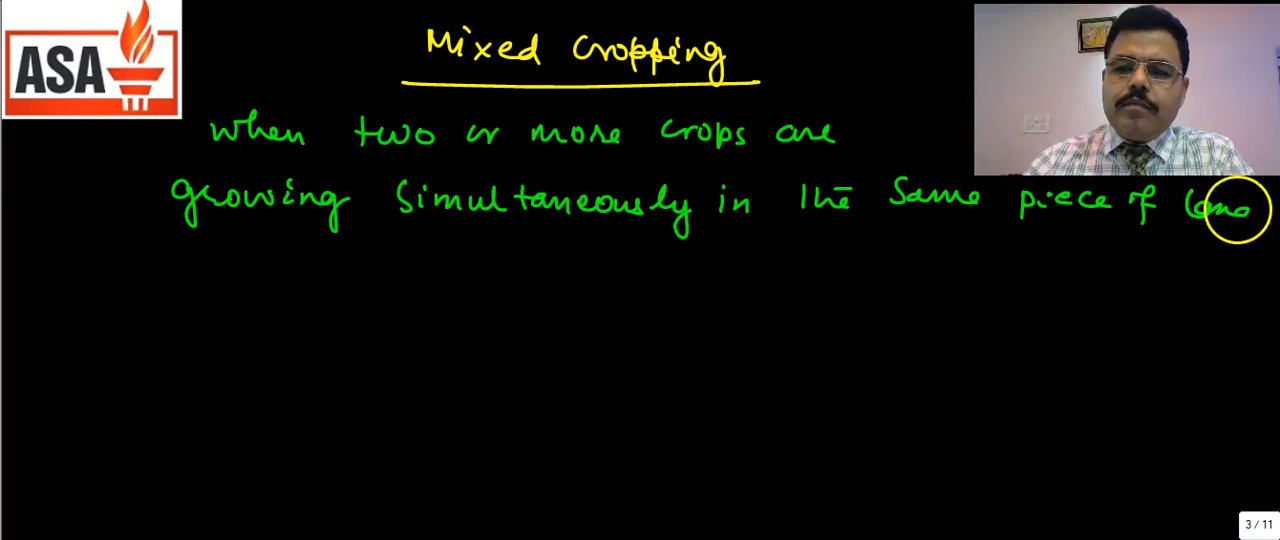 ASA
Mixed Cropping
when two or more crops are
growing simultaneously in the same piece of land
3 / 11